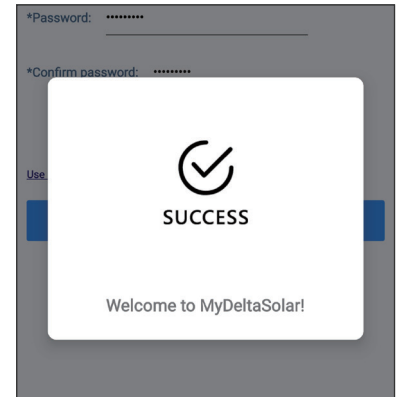 *Password: •••••••••
*Confirm password: •••••••••
Use
SUCCESS
Welcome to MyDeltaSolar!